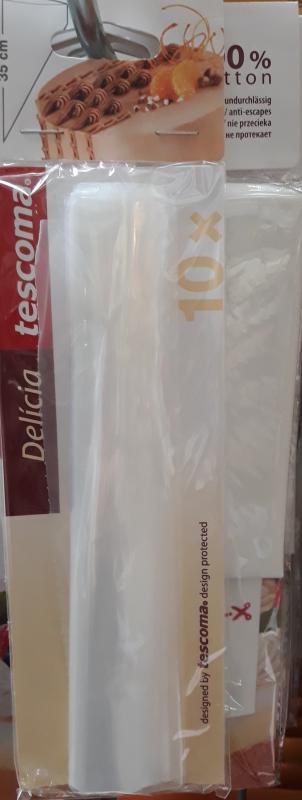 35 cm
0 %
tton
undurchlässig
/ anti-escapes
/ nie przecieka
не протекает
Delícia tescoma®
10 x
designed by tescoma® design protected